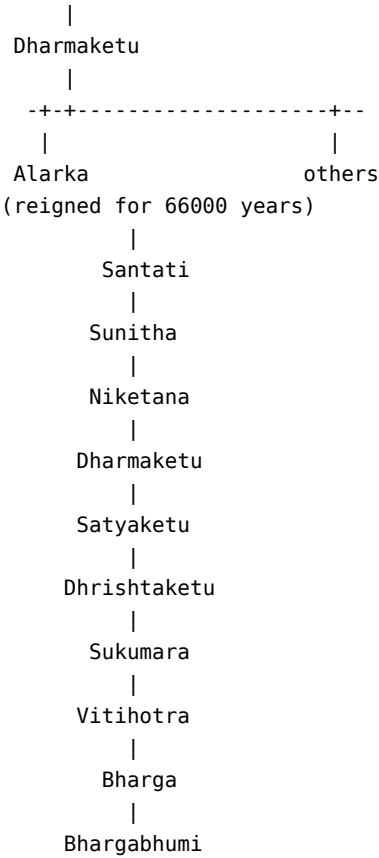 |
Dharmaketu
|
-+-+--------------------+--
| |
Alarka others
(reigned for 66000 years)
|
Santati
|
Sunitha
|
Niketana
|
Dharmaketu
|
Satyaketu
|
Dhrishtaketu
|
Sukumara
|
Vitihotra
|
Bharga
|
Bhargabhumi